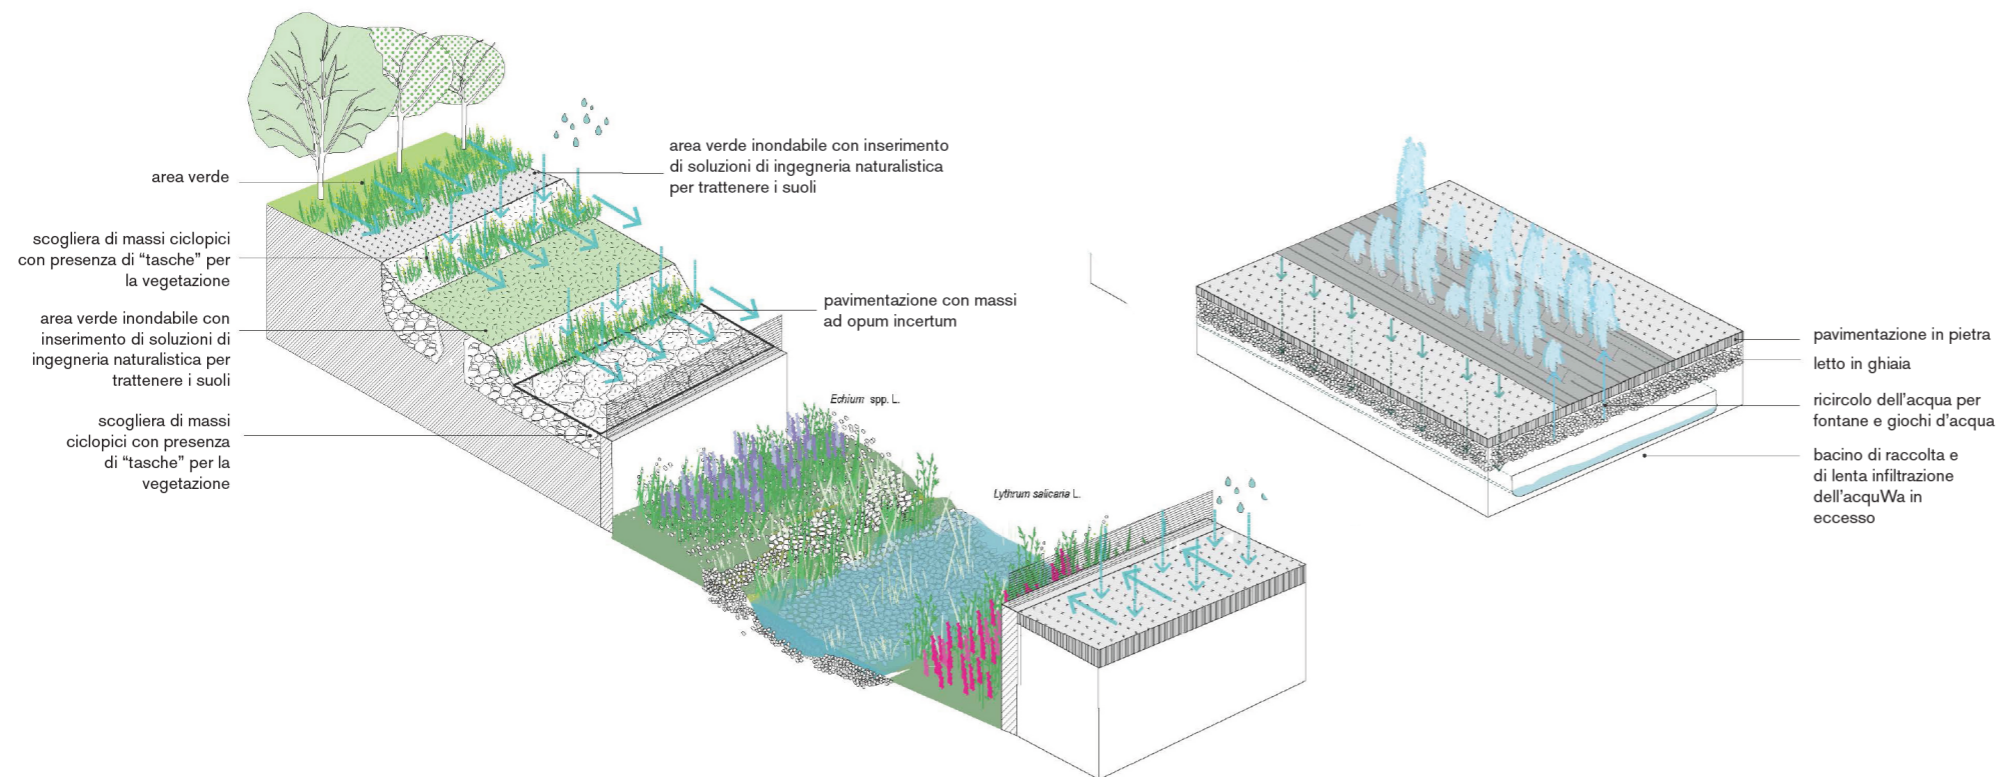 area verde
scogliera di massi ciclopici
con presenza di “tasche” per
la vegetazione
area verde inondabile con
inserimento di soluzioni di
ingegneria naturalistica per
trattenere i suoli
scogliera di massi
ciclopici con presenza
di “tasche” per la
vegetazione
area verde inondabile con inserimento
di soluzioni di ingegneria naturalistica
per trattenere i suoli
pavimentazione con massi
ad opum incertum
Echium spp. L.
Lythrum salicaria L.
pavimentazione in pietra
letto in ghiaia
ricircolo dell’acqua per
fontane e giochi d’acqua
bacino di raccolta e
di lenta infiltrazione
dell’acquWa in
eccesso